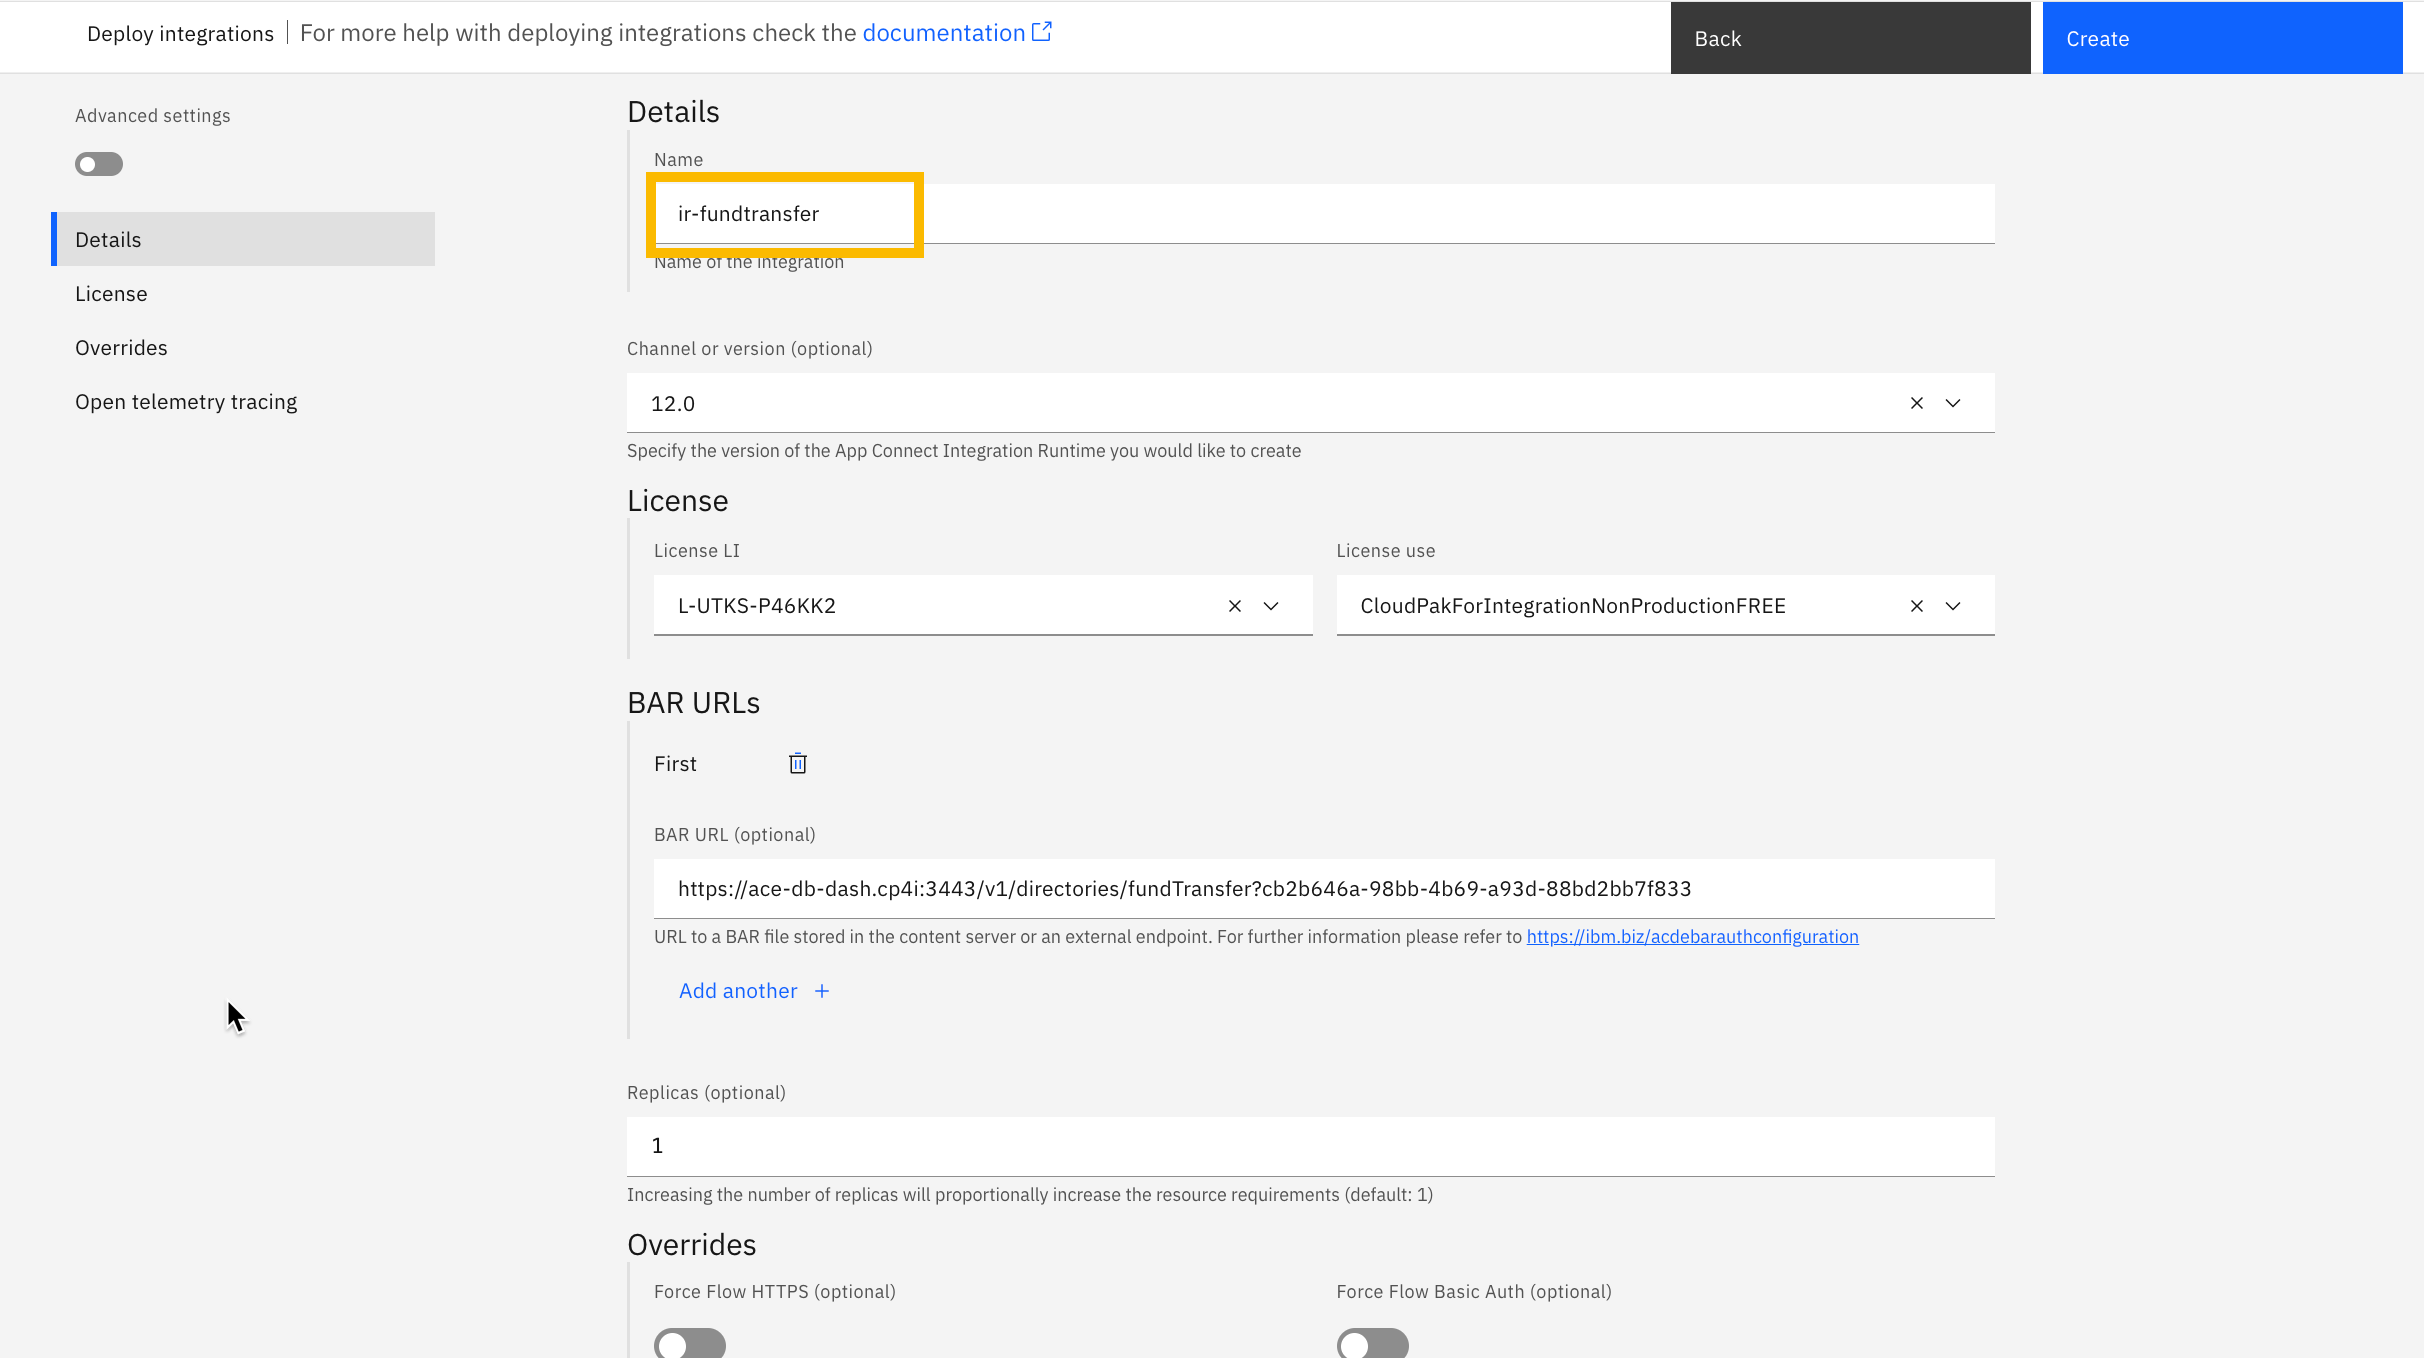 Deploy integrations
For more help with deploying integrations check the documentation
Back
Create
Advanced settings
Details
License
Overrides
Open telemetry tracing
Details
Name
ir-fundtransfer
Name of the integration
Channel or version (optional)
12.0
Specify the version of the App Connect Integration Runtime you would like to create
License
License LI
L-UTKS-P46KK2
License use
CloudPakForIntegrationNonProductionFREE
BAR URLs
First
BAR URL (optional)
https://ace-db-dash.cp4i:3443/v1/directories/fundTransfer?cb2b646a-98bb-4b69-a93d-88bd2bb7f833
URL to a BAR file stored in the content server or an external endpoint. For further information please refer to https://ibm.biz/acdebarauthconfiguration
Add another +
Replicas (optional)
1
Increasing the number of replicas will proportionally increase the resource requirements (default: 1)
Overrides
Force Flow HTTPS (optional)
Force Flow Basic Auth (optional)